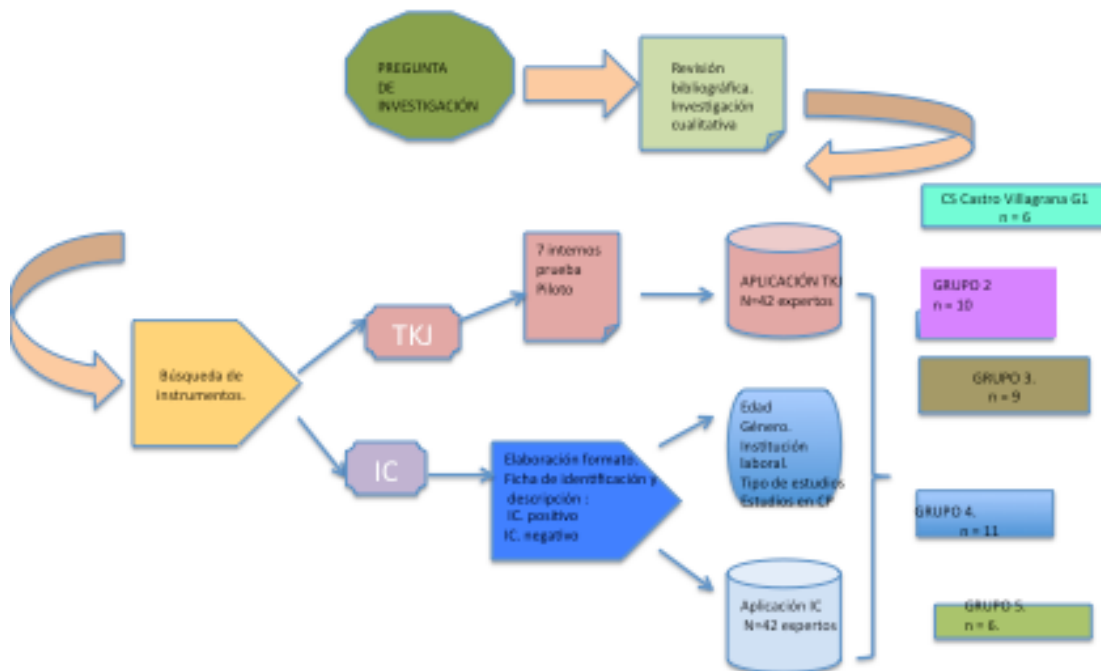 PREGUNTA
DE
INVESTIGACIÓN
Revisión
bibliográfica.
Investigación
cualitativa
CS Castro Villagrana G1
n = 6
7 internos
prueba
Piloto
APLICACIÓN TKJ
N=42 expertos
GRUPO 2
n = 10
TKJ
Búsqueda de
instrumentos.
GRUPO 3.
n = 9
IC
Elaboración formato.
Ficha de identificación y
descripción :
IC. positivo
IC. negativo
Edad
Género.
Institución
laboral.
Tipo de estudios
Estudios en CP
GRUPO 4.
n = 11
Aplicación IC
N=42 expertos
GRUPO 5.
n = 6.